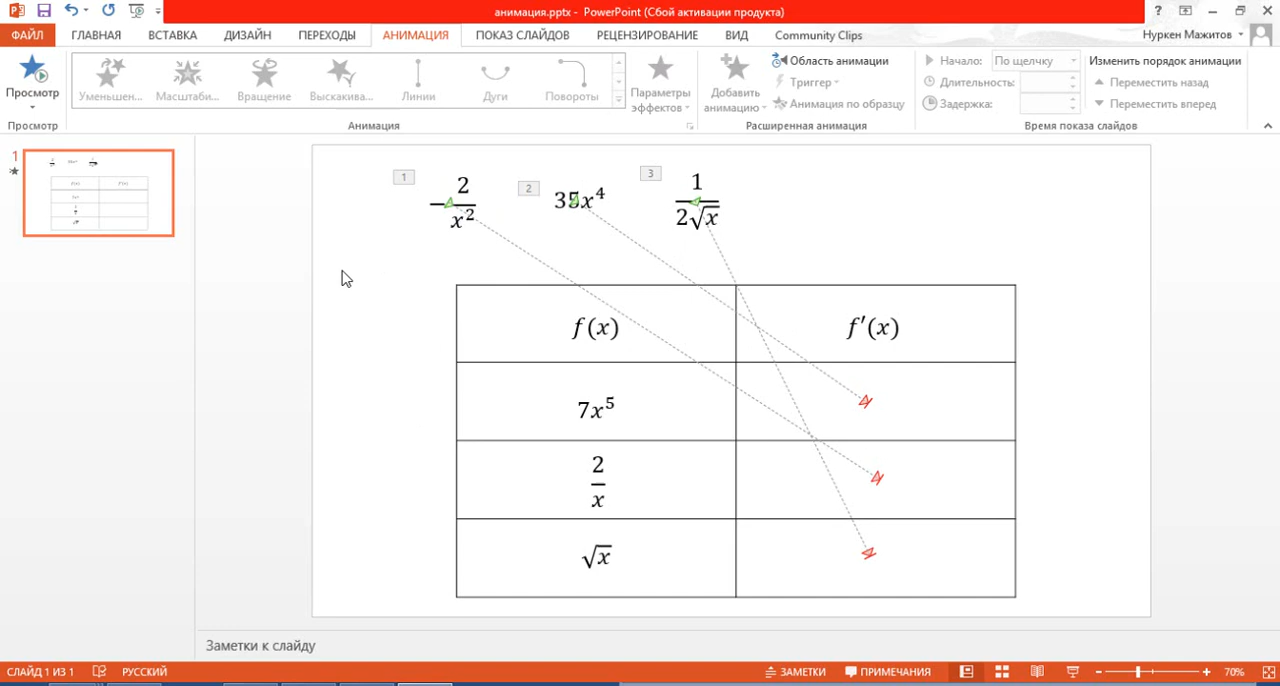 анимация.pptx - PowerPoint (Сбой активации продукта)
ФАЙЛ ГЛАВНАЯ ВСТАВКА ДИЗАЙН ПЕРЕХОДЫ АНИМАЦИЯ ПОКАЗ СЛАЙДОВ РЕЦЕНЗИРОВАНИЕ ВИД Community Clips Нуркен Мажитов
Просмотр
Уменьшен... Масштаби... Вращение Выскакива... Линии Дуги Повороты
Параметры эффектов
Добавить анимацию
Область анимации
Триггер
Анимация по образцу
Начало: По щелчку
Длительность:
Задержка:
Изменить порядок анимации
Переместить назад
Переместить вперед
Просмотр Анимация Расширенная анимация Время показа слайдов
1
1 2 3
−2/x² 35x⁴ 1/(2√x)
f(x) f′(x)
7x⁵
2/x
√x
Заметки к слайду
СЛАЙД 1 ИЗ 1 РУССКИЙ ЗАМЕТКИ ПРИМЕЧАНИЯ 70%